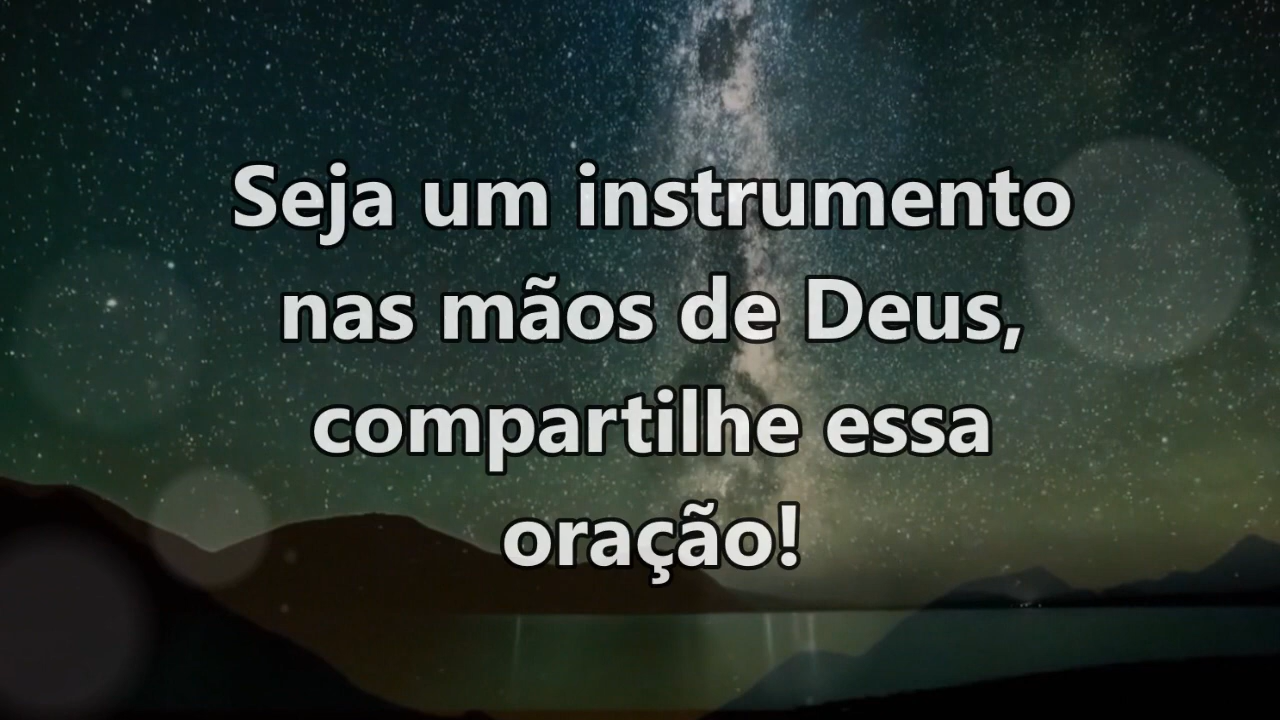 Seja um instrumento
nas mãos de Deus,
compartilhe essa
oração!